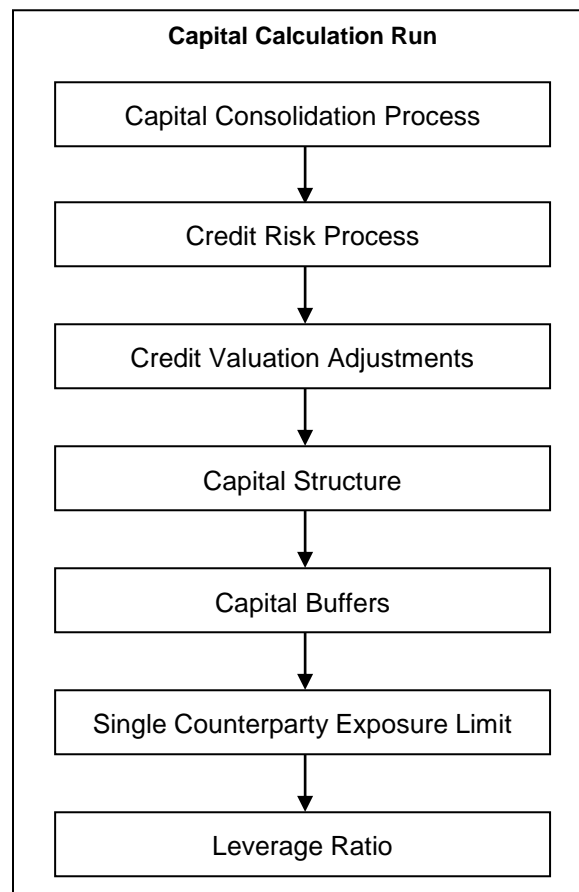 Capital Calculation Run
Capital Consolidation Process
Credit Risk Process
Credit Valuation Adjustments
Capital Structure
Capital Buffers
Single Counterparty Exposure Limit
Leverage Ratio